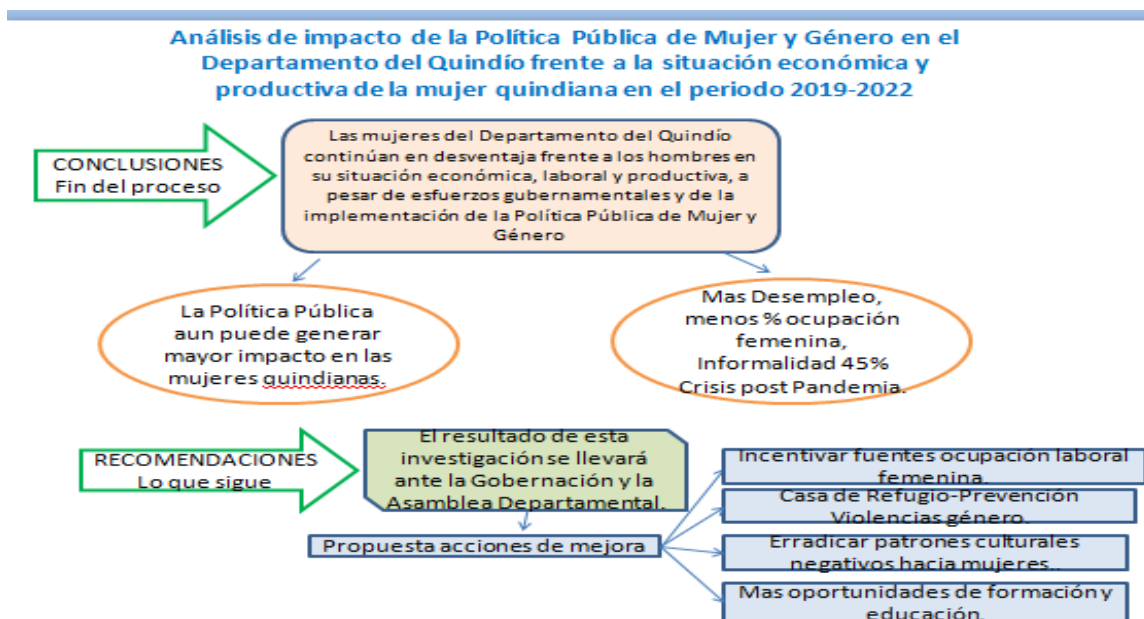 Análisis de impacto de la Política Pública de Mujer y Género en el
Departamento del Quindío frente a la situación económica y
productiva de la mujer quindiana en el periodo 2019-2022
CONCLUSIONES
Fin del proceso
Las mujeres del Departamento del Quindío
continúan en desventaja frente a los hombres en
su situación económica, laboral y productiva, a
pesar de esfuerzos gubernamentales y de la
implementación de la Política Pública de Mujer y
Género
La Política Pública
aun puede generar
mayor impacto en las
mujeres quindianas.
Mas Desempleo,
menos % ocupación
femenina,
Informalidad 45%
Crisis post Pandemia.
RECOMENDACIONES
Lo que sigue
El resultado de esta
investigación se llevará
ante la Gobernación y la
Asamblea Departamental.
Propuesta acciones de mejora
Incentivar fuentes ocupación laboral
femenina.
Casa de Refugio-Prevención
Violencias género.
Erradicar patrones culturales
negativos hacia mujeres..
Mas oportunidades de formación y
educación.